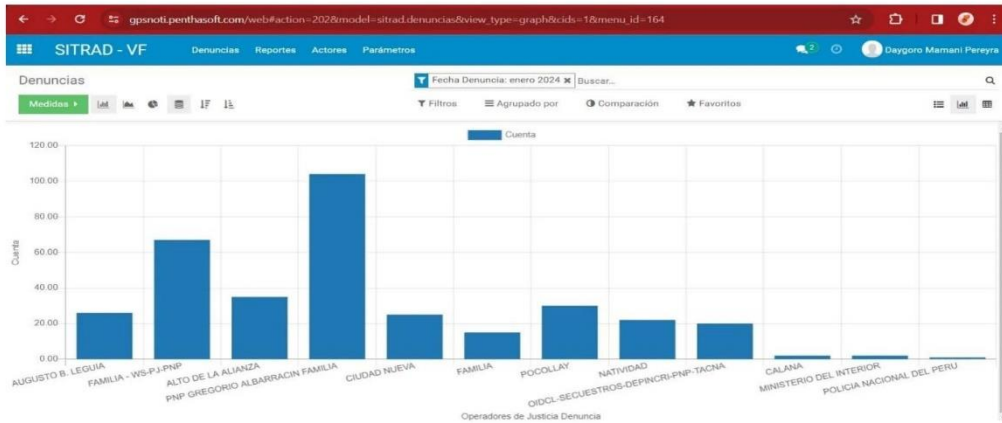 gpsnoti.penthasoft.com/web#action=202&model=sitrad.denuncias&view_type=graph&cids=1&menu_id=164
SITRAD - VF Denuncias Reportes Actores Parámetros 2 Daygoro Mamani Pereyra
Denuncias Fecha Denuncia: enero 2024 x Buscar...
Medidas Filtros Agrupado por Comparación Favoritos
Cuenta
120.00
100.00
80.00
60.00
40.00
20.00
0.00
Cuenta
AUGUSTO B. LEGUIA
FAMILIA - WS-PJ-PNP
ALTO DE LA ALIANZA
PNP GREGORIO ALBARRACIN FAMILIA
CIUDAD NUEVA
FAMILIA
POCOLLAY
NATIVIDAD
OIDCL-SECUESTROS-DEPINCRI-PNP-TACNA
CALANA
MINISTERIO DEL INTERIOR
POLICIA NACIONAL DEL PERU
Operadores de Justicia Denuncia